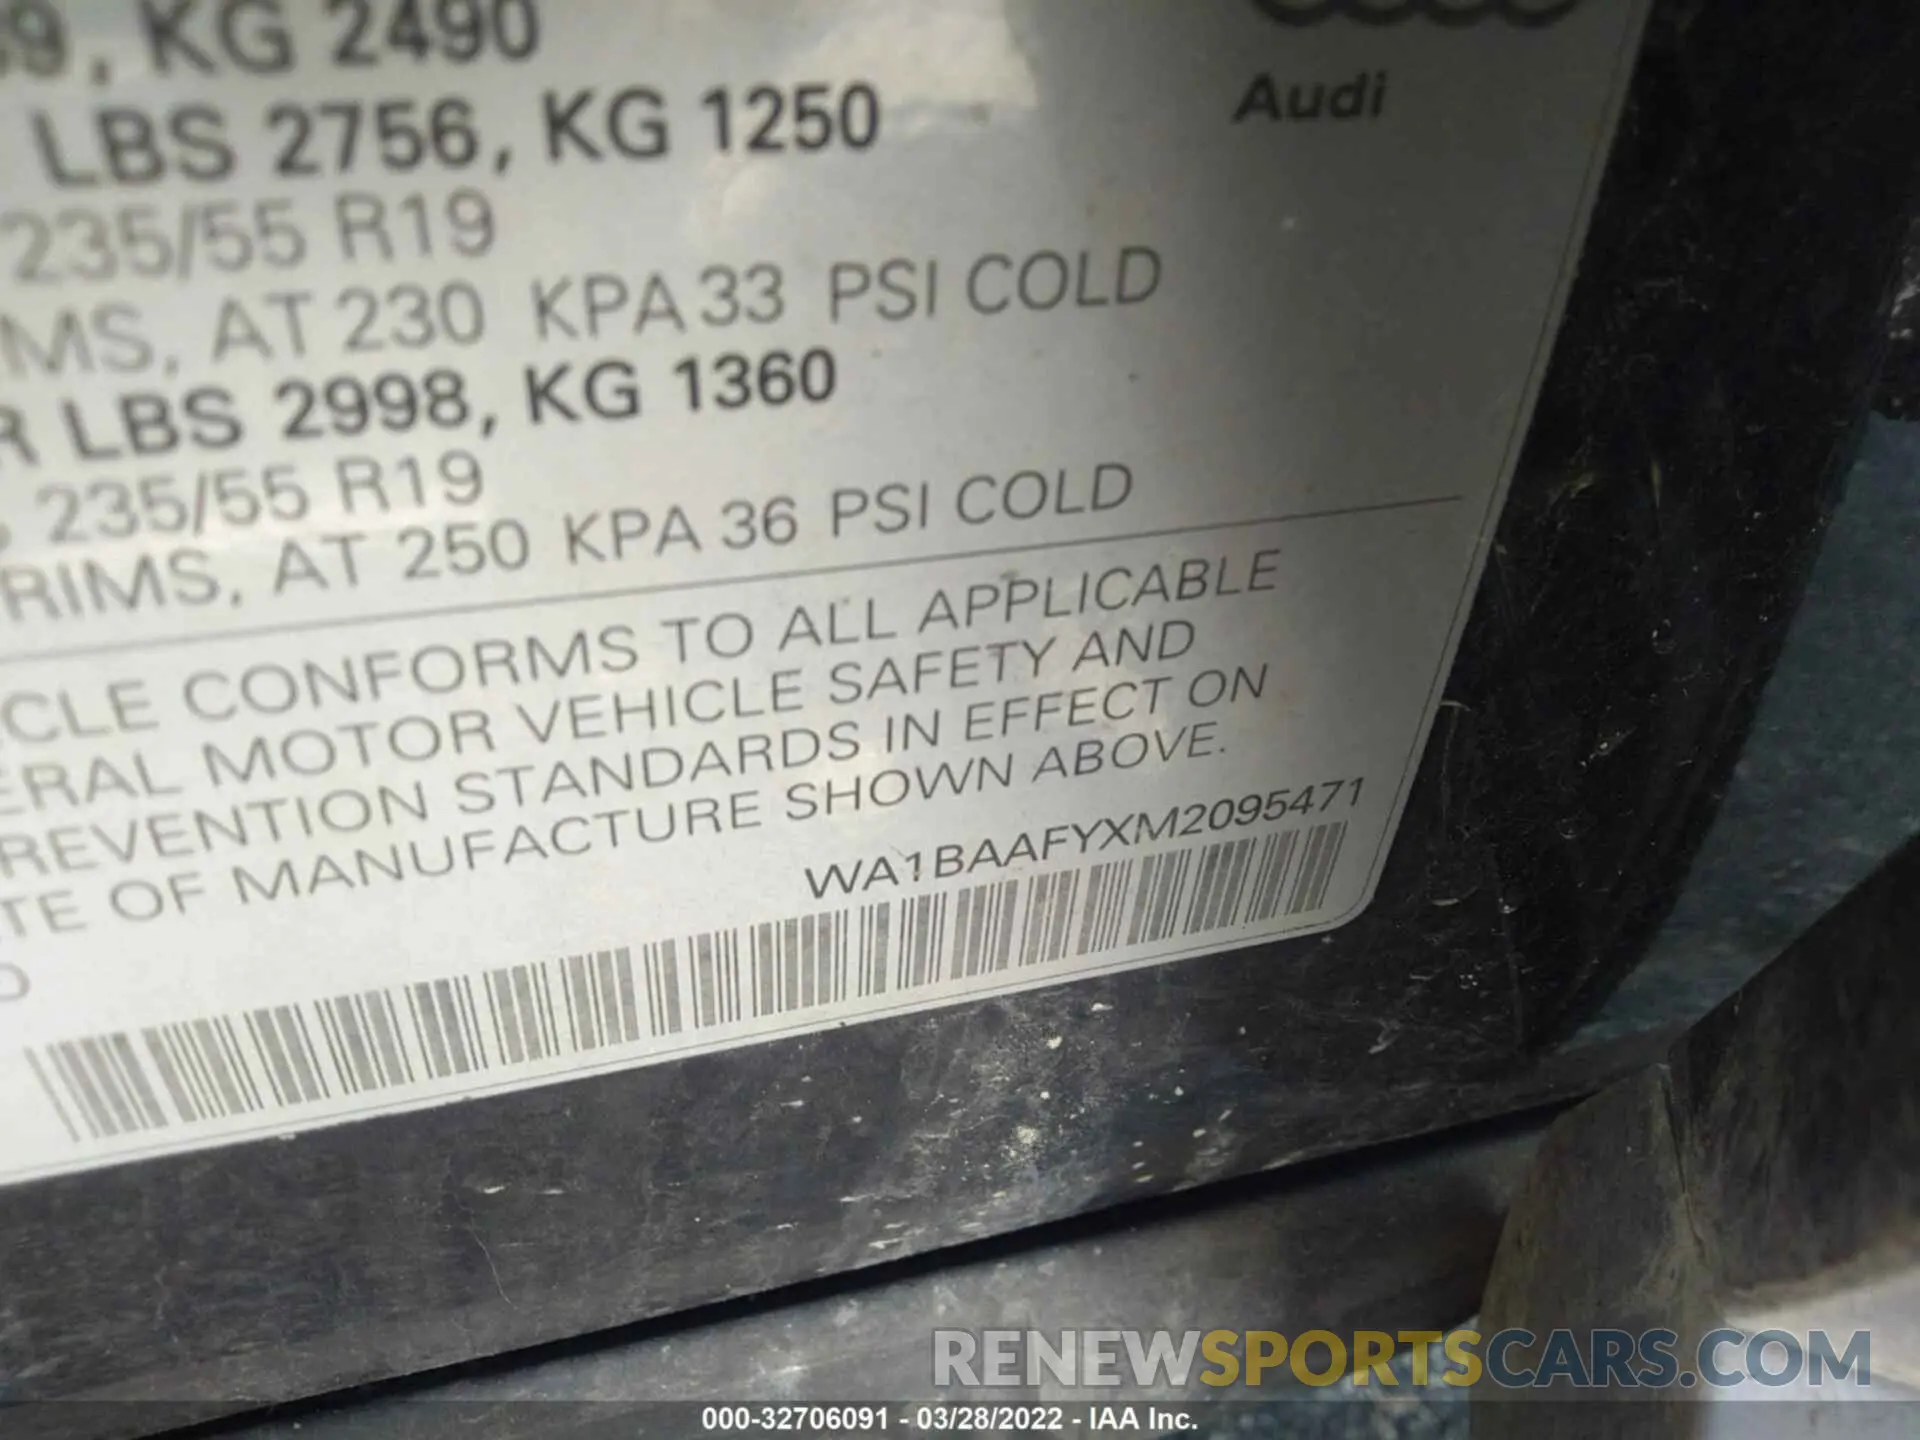 , KG 2490
Audi
LBS 2756, KG 1250
235/55 R19
AT 230 KPA 33 PSI COLD
LBS 2998, KG 1360
235/55 R19
RIMS, AT 250 KPA 36 PSI COLD
CLE CONFORMS TO ALL APPLICABLE
ERAL MOTOR VEHICLE SAFETY AND
REVENTION STANDARDS IN EFFECT ON
TE OF MANUFACTURE SHOWN ABOVE.
WA1BAAFYXM2095471
RENEWSPORTSCARS.COM
000-32706091 - 03/28/2022 - IAA Inc.